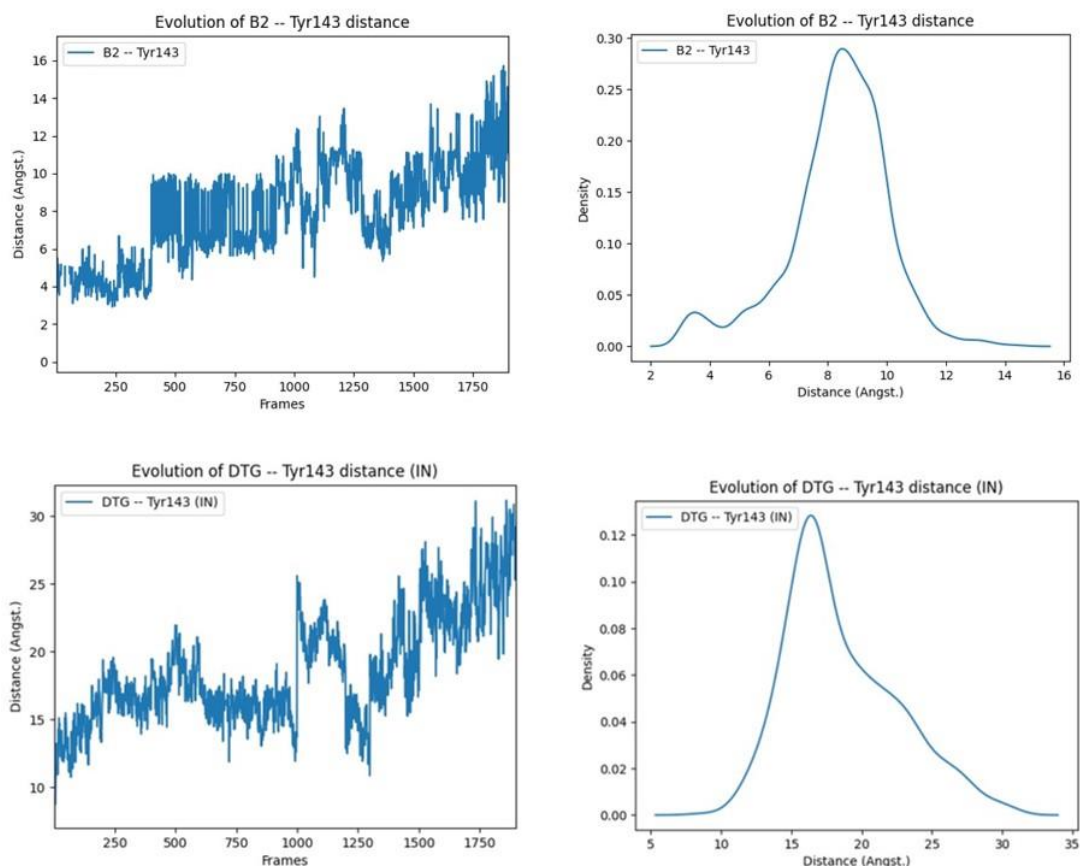 Evolution of B2 -- Tyr143 distance
B2 -- Tyr143
16
14
12
10
8
6
4
2
0
Distance (Angst.)
250 500 750 1000 1250 1500 1750
Frames
Evolution of B2 -- Tyr143 distance
B2 -- Tyr143
0.30
0.25
0.20
0.15
0.10
0.05
0.00
Density
2 4 6 8 10 12 14 16
Distance (Angst.)
Evolution of DTG -- Tyr143 distance (IN)
DTG -- Tyr143 (IN)
30
25
20
15
10
Distance (Angst.)
250 500 750 1000 1250 1500 1750
Frames
Evolution of DTG -- Tyr143 distance (IN)
DTG -- Tyr143 (IN)
0.12
0.10
0.08
0.06
0.04
0.02
0.00
Density
5 10 15 20 25 30 35
Distance (Angst.)